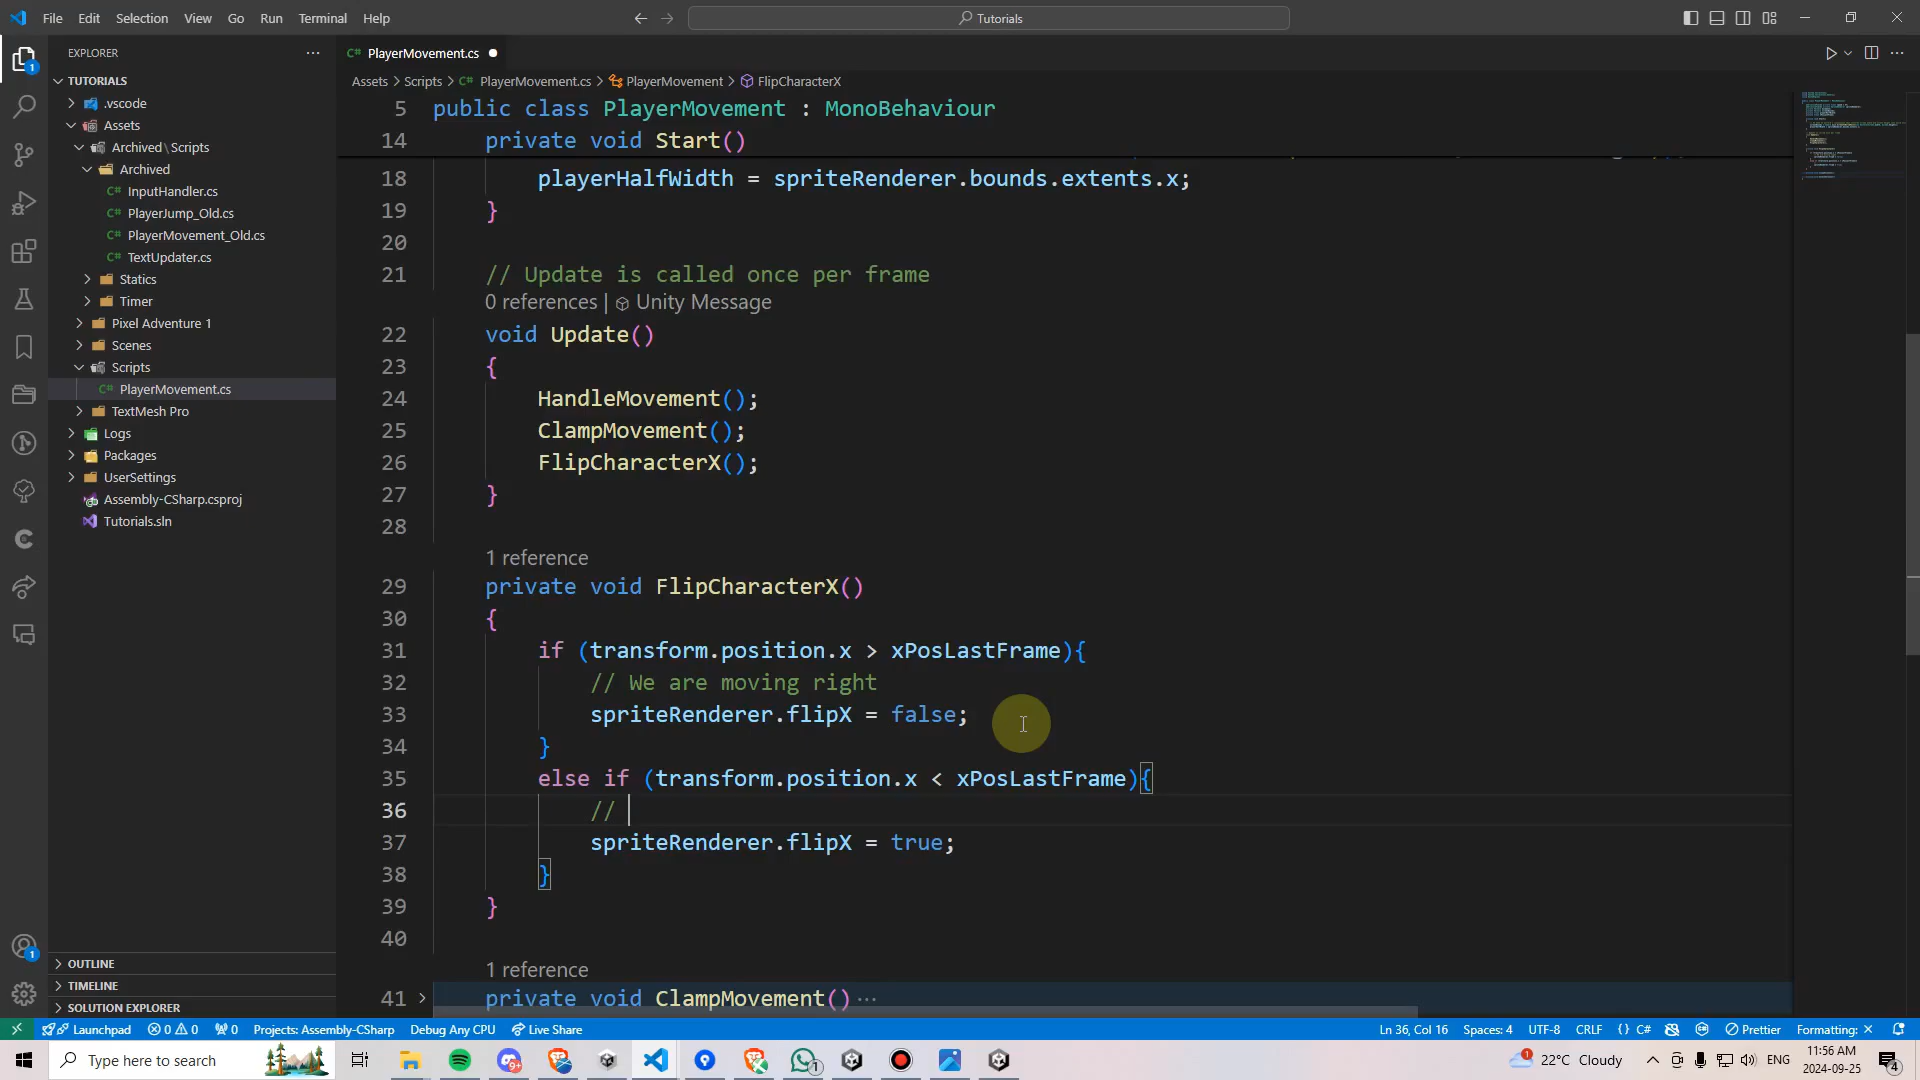 File Edit Selection View Go Run Terminal Help
Tutorials
EXPLORER
TUTORIALS
.vscode
Assets
Archived \ Scripts
Archived
C# InputHandler.cs
C# PlayerJump_Old.cs
C# PlayerMovement_Old.cs
C# TextUpdater.cs
Statics
Timer
Pixel Adventure 1
Scenes
Scripts
C# PlayerMovement.cs
TextMesh Pro
Logs
Packages
UserSettings
Assembly-CSharp.csproj
Tutorials.sln
OUTLINE
TIMELINE
SOLUTION EXPLORER
C# PlayerMovement.cs
Assets > Scripts > C# PlayerMovement.cs > PlayerMovement > FlipCharacterX
5 public class PlayerMovement : MonoBehaviour
14 private void Start()
18 playerHalfWidth = spriteRenderer.bounds.extents.x;
19 }
20
21 // Update is called once per frame
0 references | Unity Message
22 void Update()
23 {
24 HandleMovement();
25 ClampMovement();
26 FlipCharacterX();
27 }
28
1 reference
29 private void FlipCharacterX()
30 {
31 if (transform.position.x > xPosLastFrame){
32 // We are moving right
33 spriteRenderer.flipX = false;
34 }
35 else if (transform.position.x < xPosLastFrame){
36 //
37 spriteRenderer.flipX = true;
38 }
39 }
40
1 reference
41 private void ClampMovement() ···
Launchpad 0 0 0 Projects: Assembly-CSharp Debug Any CPU Live Share Ln 36, Col 16 Spaces: 4 UTF-8 CRLF {} C# Prettier Formatting: ×
Type here to search
22°C Cloudy
ENG
11:56 AM
2024-09-25